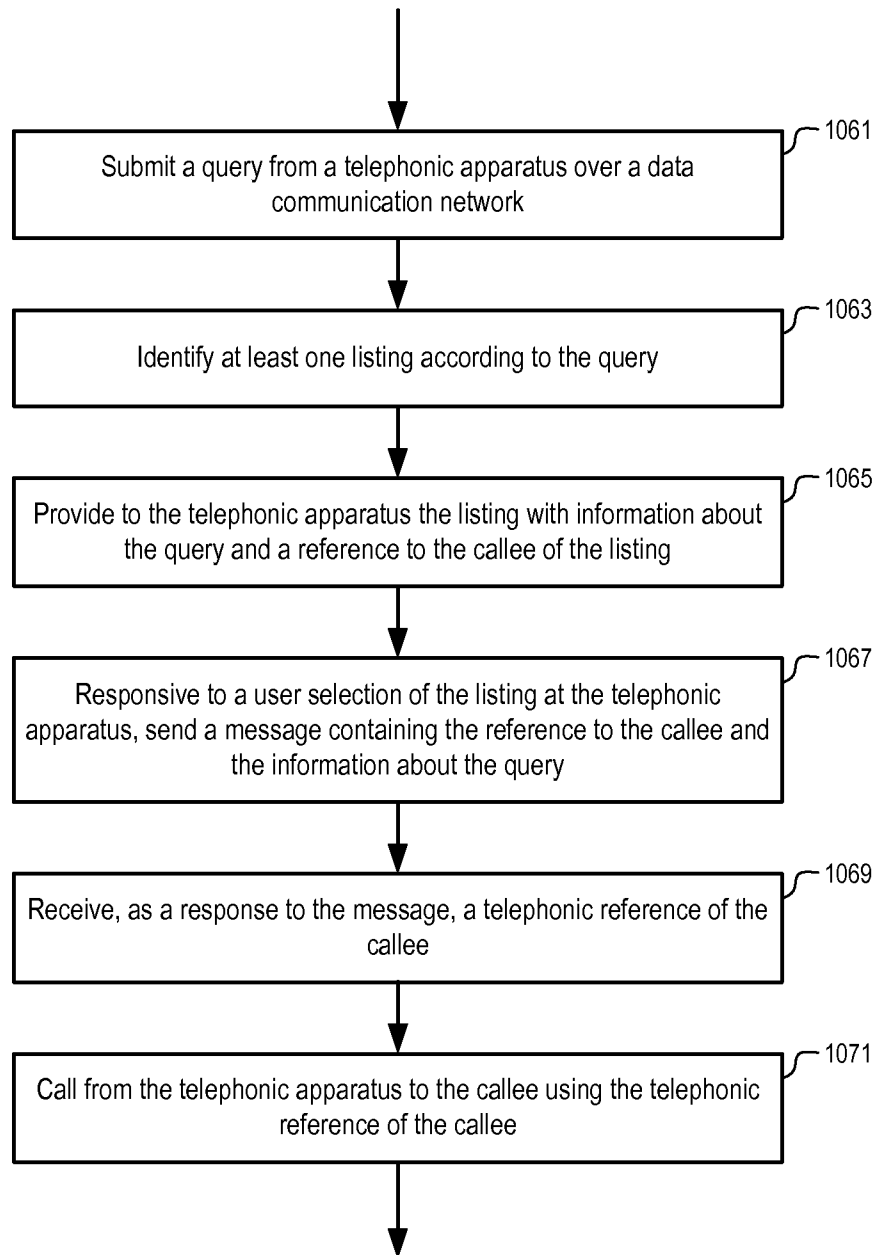 1061
Submit a query from a telephonic apparatus over a data
communication network
1063
Identify at least one listing according to the query
1065
Provide to the telephonic apparatus the listing with information about
the query and a reference to the callee of the listing
1067
Responsive to a user selection of the listing at the telephonic
apparatus, send a message containing the reference to the callee and
the information about the query
1069
Receive, as a response to the message, a telephonic reference of the
callee
1071
Call from the telephonic apparatus to the callee using the telephonic
reference of the callee